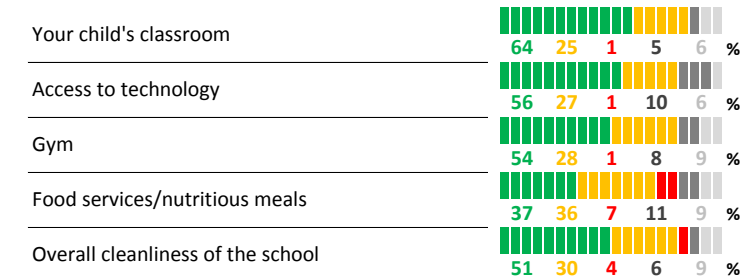 Your child's classroom
64 25 1 5 6 %
Access to technology
56 27 1 10 6 %
Gym
54 28 1 8 9 %
Food services/nutritious meals
37 36 7 11 9 %
Overall cleanliness of the school
51 30 4 6 9 %